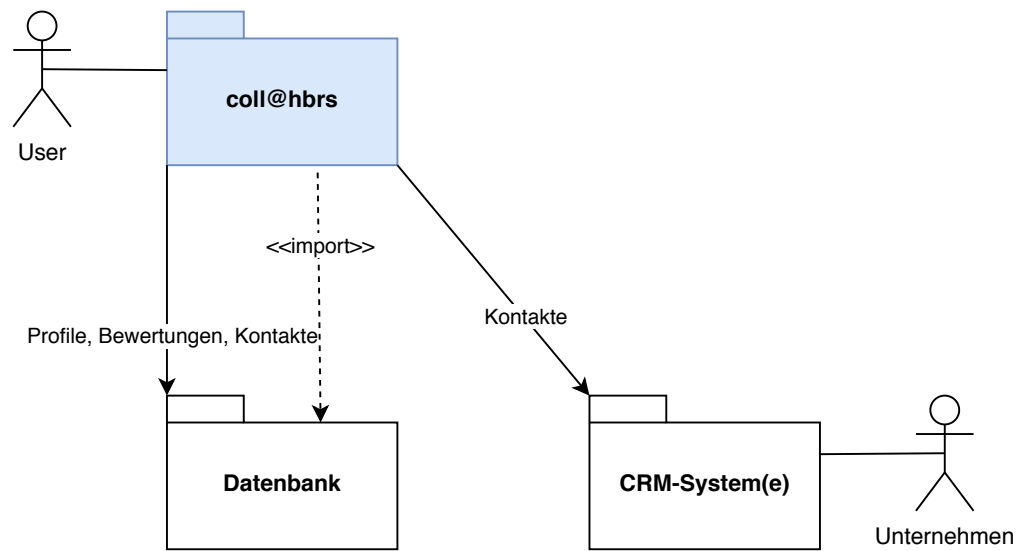 coll@hbrs
User
<<import>>
Kontakte
Profile, Bewertungen, Kontakte
Datenbank
CRM-System(e)
Unternehmen